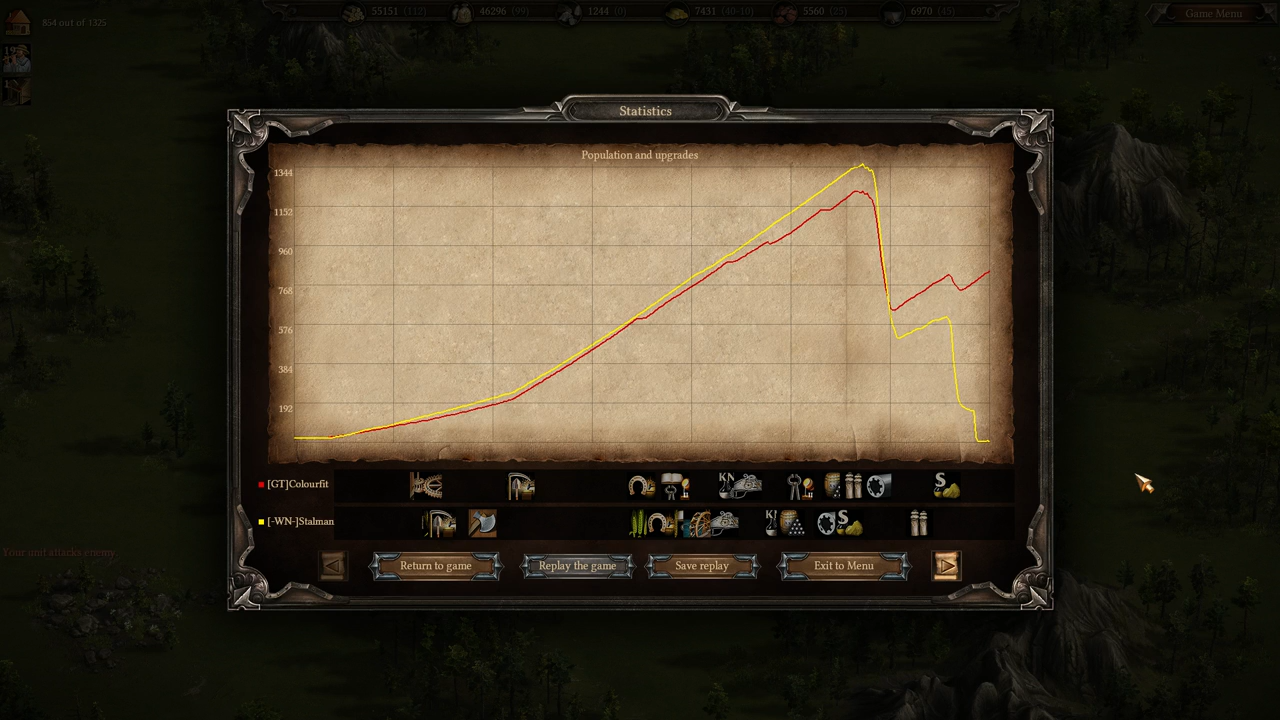 854 out of 1325
55151 (112)
46296 (99)
1244 (0)
7431 (40-10)
5560 (25)
6970 (45)
Game Menu
Statistics
Population and upgrades
1344
1152
960
768
576
384
192
[GT]Colourfit
KN
S
[-WN-]Stalman
S
Your unit attacks enemy.
Return to game
Replay the game
Save replay
Exit to Menu